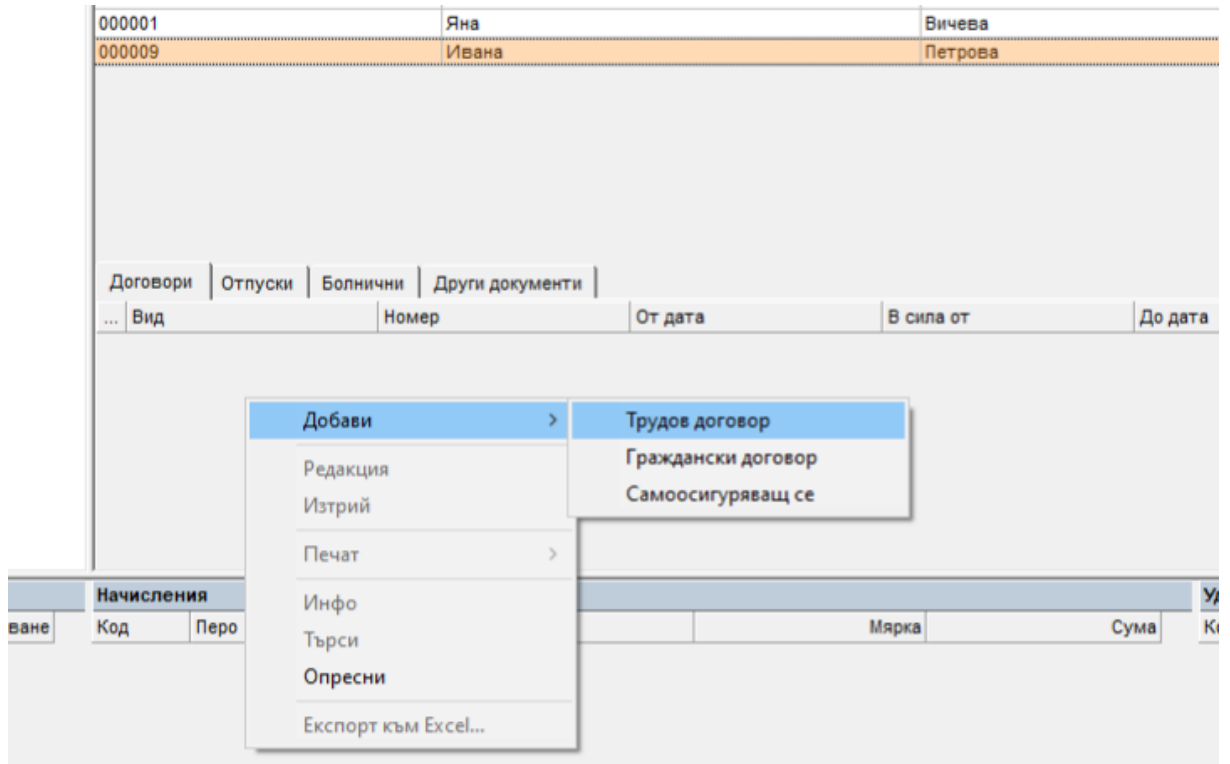 000001 Яна Вичева
000009 Ивана Петрова
Договори Отпуски Болнични Други документи
... Вид Номер От дата В сила от До дата
Добави > Трудов договор
Граждански договор
Редакция
Самоосигуряващ се
Изтрий
Печат >
Начисления
Инфо
Код Перо Мярка Сума
Търси
Опресни
Експорт към Excel...